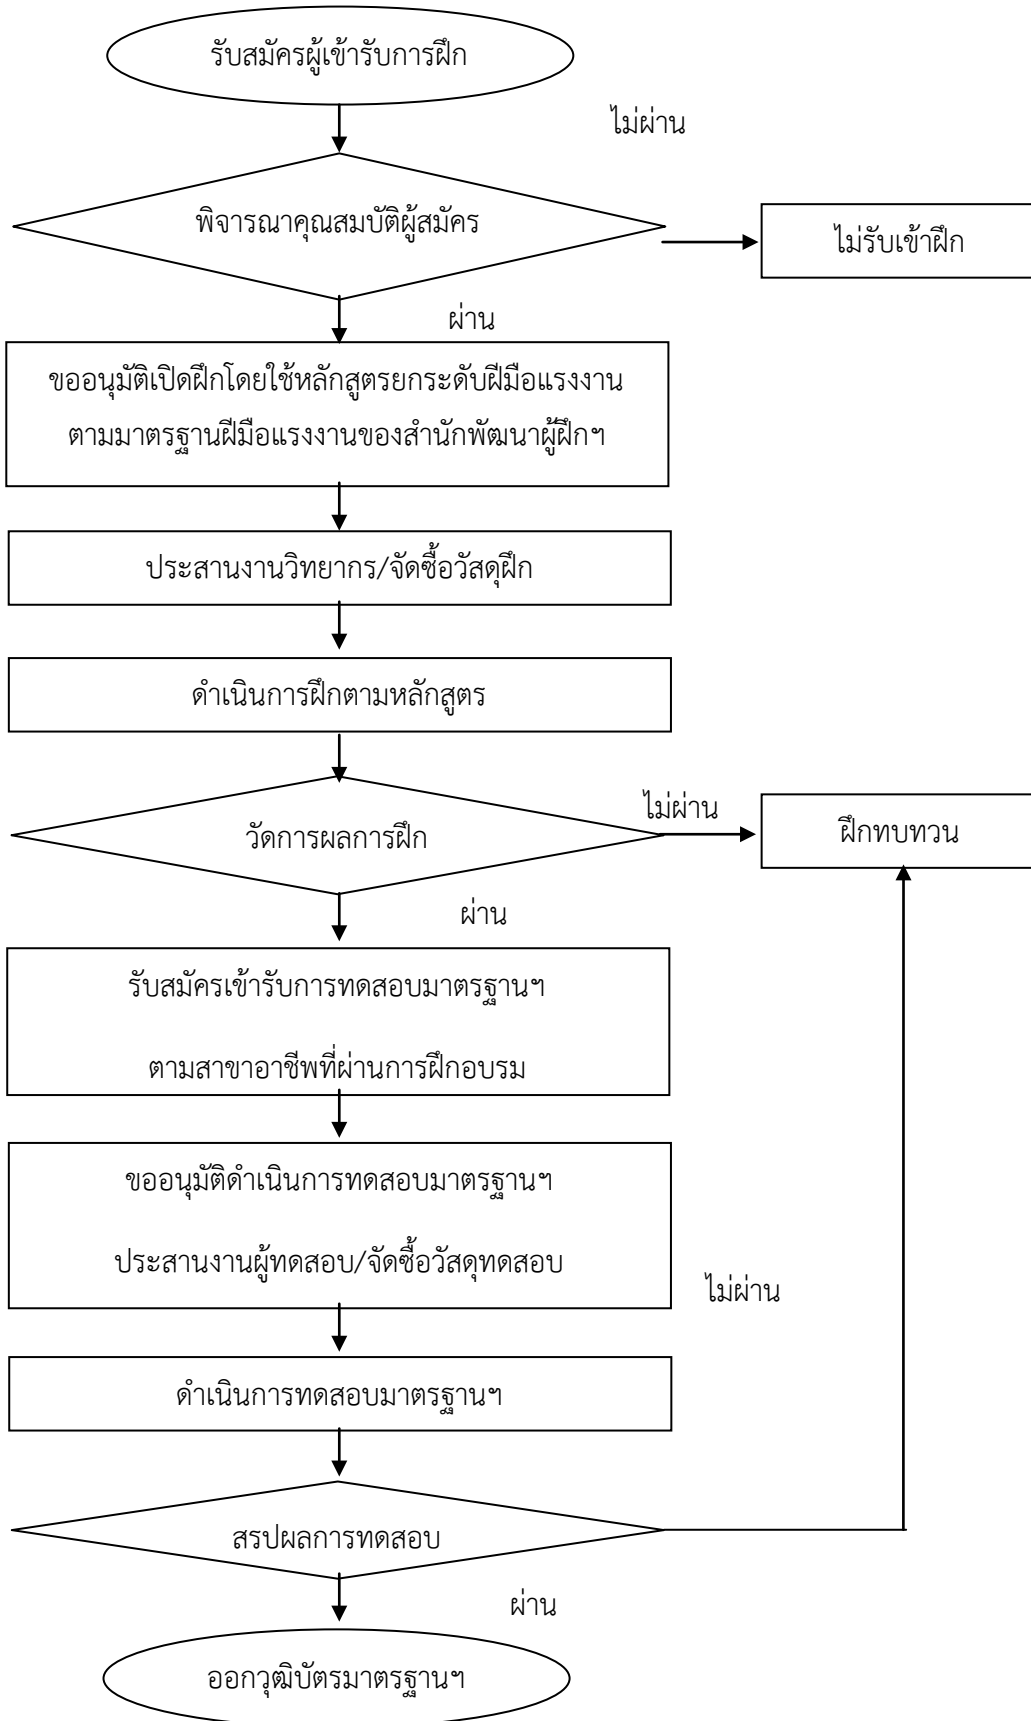 รับสมัครผู้เข้ารับการฝึก
ไม่ผ่าน
พิจารณาคุณสมบัติผู้สมัคร
ไม่รับเข้าฝึก
ผ่าน
ขออนุมัติเปิดฝึกโดยใช้หลักสูตรยกระดับฝีมือแรงงาน
ตามมาตรฐานฝีมือแรงงานของสำนักพัฒนาผู้ฝึกฯ
ประสานงานวิทยากร/จัดซื้อวัสดุฝึก
ดำเนินการฝึกตามหลักสูตร
ไม่ผ่าน
วัดการผลการฝึก
ฝึกทบทวน
ผ่าน
รับสมัครเข้ารับการทดสอบมาตรฐานฯ
ตามสาขาอาชีพที่ผ่านการฝึกอบรม
ขออนุมัติดำเนินการทดสอบมาตรฐานฯ
ประสานงานผู้ทดสอบ/จัดซื้อวัสดุทดสอบ
ไม่ผ่าน
ดำเนินการทดสอบมาตรฐานฯ
สรปผลการทดสอบ
ผ่าน
ออกวุฒิบัตรมาตรฐานฯ